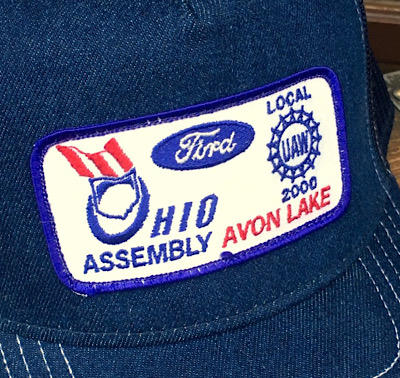 Ford
LOCAL
UAW
2000
OHIO
ASSEMBLY AVON LAKE